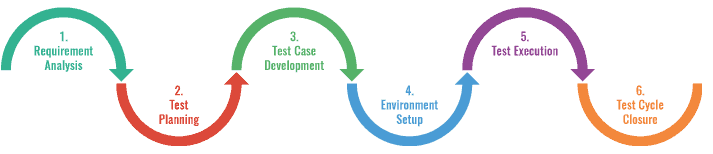 1.
Requirement
Analysis
2.
Test
Planning
3.
Test Case
Development
4.
Environment
Setup
5.
Test Execution
6.
Test Cycle
Closure